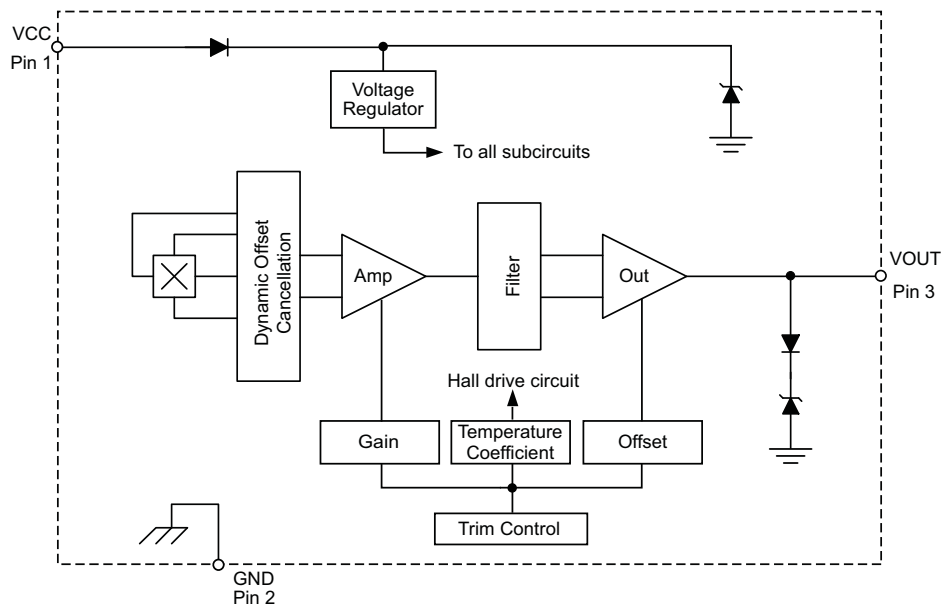 VCC
Pin 1
Voltage
Regulator
To all subcircuits
Dynamic Offset
Cancellation
Amp
Filter
Out
VOUT
Pin 3
Hall drive circuit
Gain
Temperature
Coefficient
Offset
Trim Control
GND
Pin 2